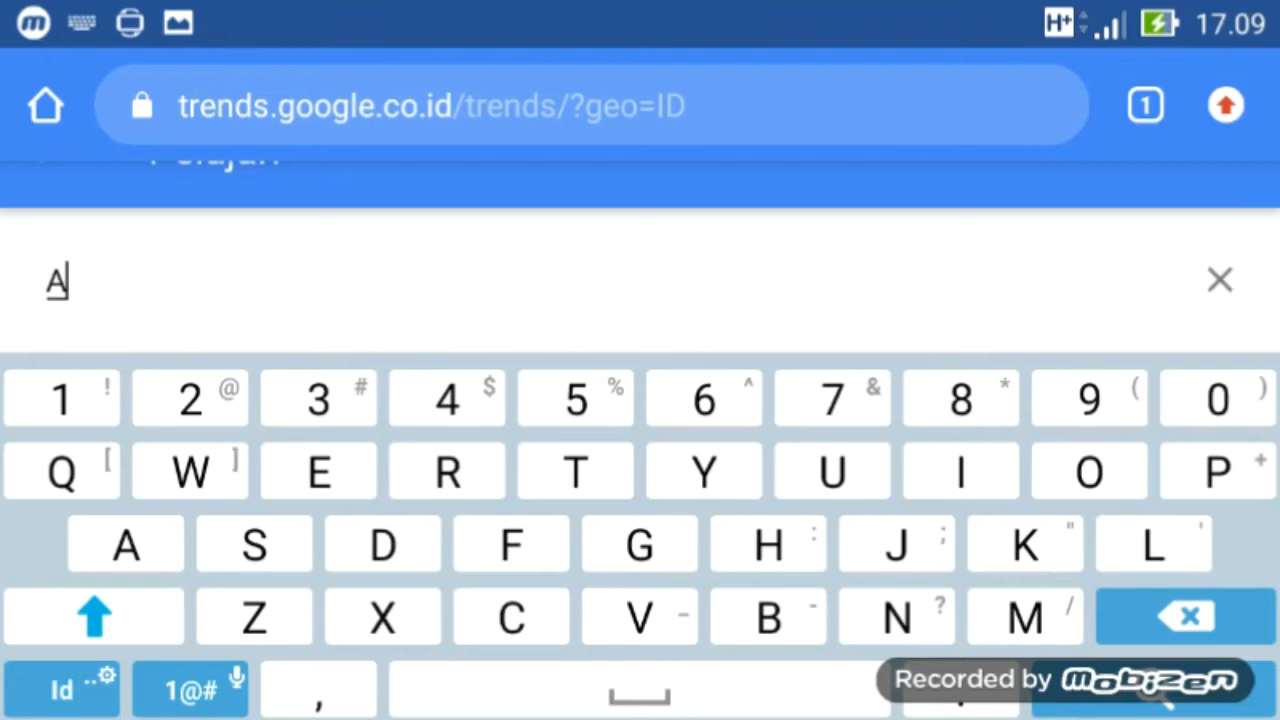 17.09
trends.google.co.id/trends/?geo=ID
1
A
1 ! 2 @ 3 # 4 $ 5 % 6 ^ 7 & 8 * 9 ( 0 )
Q [ W ] E R T Y U I O P +
A S D F G H : J ; K " L '
Z X C V _ B - N ? M /
Id 1@# ,
Recorded by mobizen